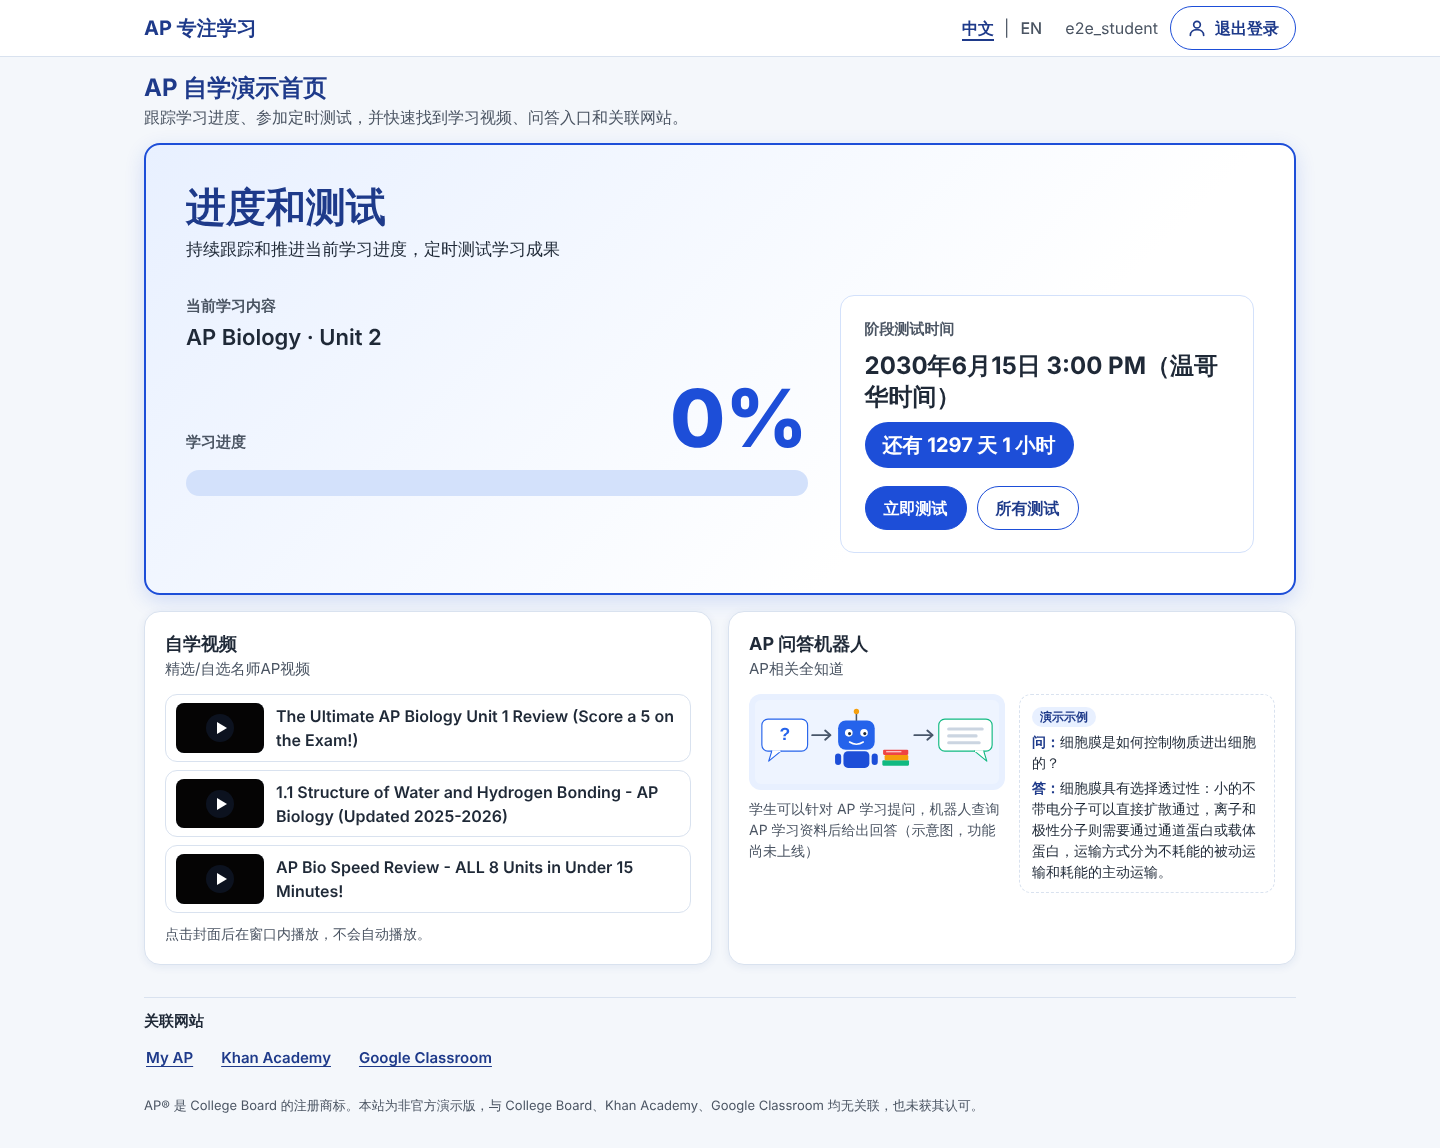 AP 专注学习
中文 | EN e2e_student 退出登录
AP 自学演示首页
跟踪学习进度、参加定时测试，并快速找到学习视频、问答入口和关联网站。
进度和测试
持续跟踪和推进当前学习进度，定时测试学习成果
当前学习内容
AP Biology · Unit 2
学习进度
0%
阶段测试时间
2030年6月15日 3:00 PM（温哥
华时间）
还有 1297 天 1 小时
立即测试 所有测试
自学视频
精选/自选名师AP视频
The Ultimate AP Biology Unit 1 Review (Score a 5 on
the Exam!)
1.1 Structure of Water and Hydrogen Bonding - AP
Biology (Updated 2025-2026)
AP Bio Speed Review - ALL 8 Units in Under 15
Minutes!
点击封面后在窗口内播放，不会自动播放。
AP 问答机器人
AP相关全知道
?
学生可以针对 AP 学习提问，机器人查询
AP 学习资料后给出回答（示意图，功能
尚未上线）
演示示例
问：细胞膜是如何控制物质进出细胞
的？
答：细胞膜具有选择透过性：小的不
带电分子可以直接扩散通过，离子和
极性分子则需要通过通道蛋白或载体
蛋白，运输方式分为不耗能的被动运
输和耗能的主动运输。
关联网站
My AP Khan Academy Google Classroom
AP® 是 College Board 的注册商标。本站为非官方演示版，与 College Board、Khan Academy、Google Classroom 均无关联，也未获其认可。